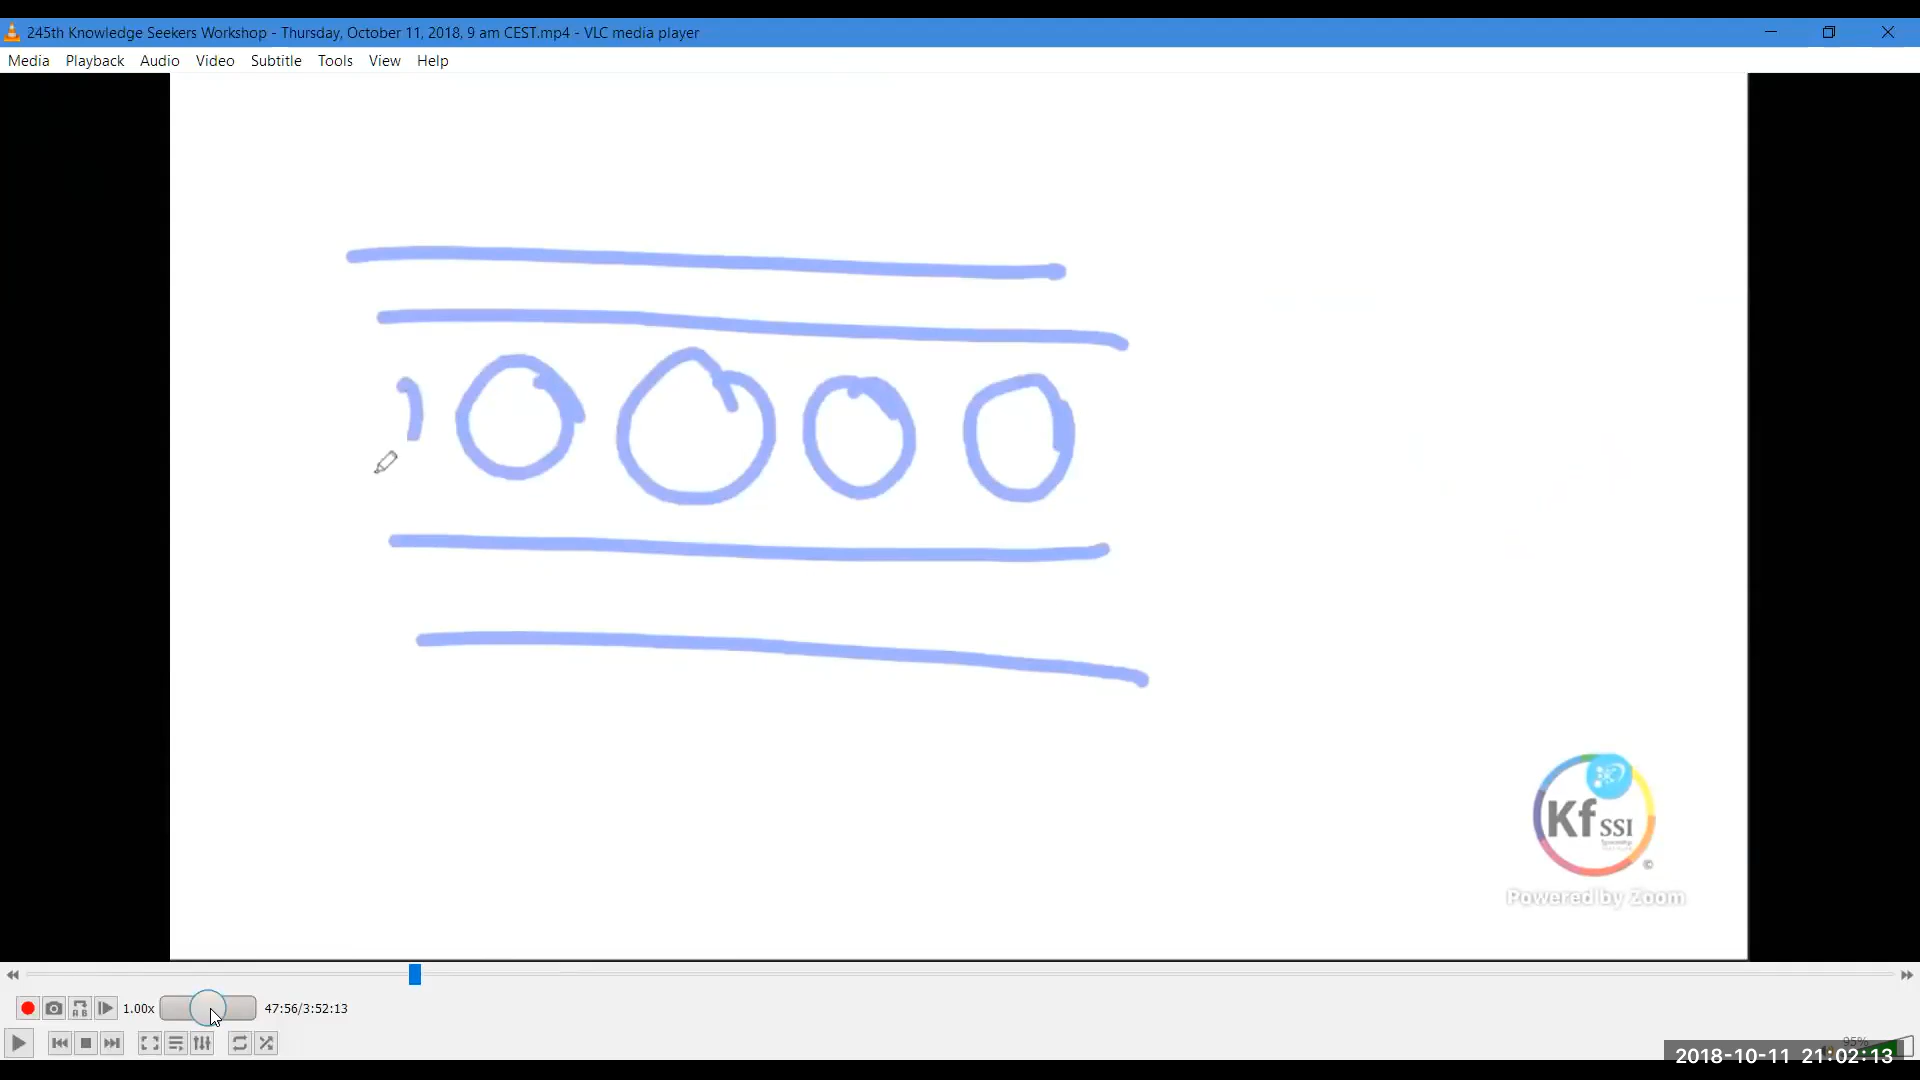 245th Knowledge Seekers Workshop - Thursday, October 11, 2018, 9 am CEST.mp4 - VLC media player
Media Playback Audio Video Subtitle Tools View Help
Kf SSI
©
Powered by Zoom
1.00x 47:56/3:52:13
95%
2018-10-11 21:02:13